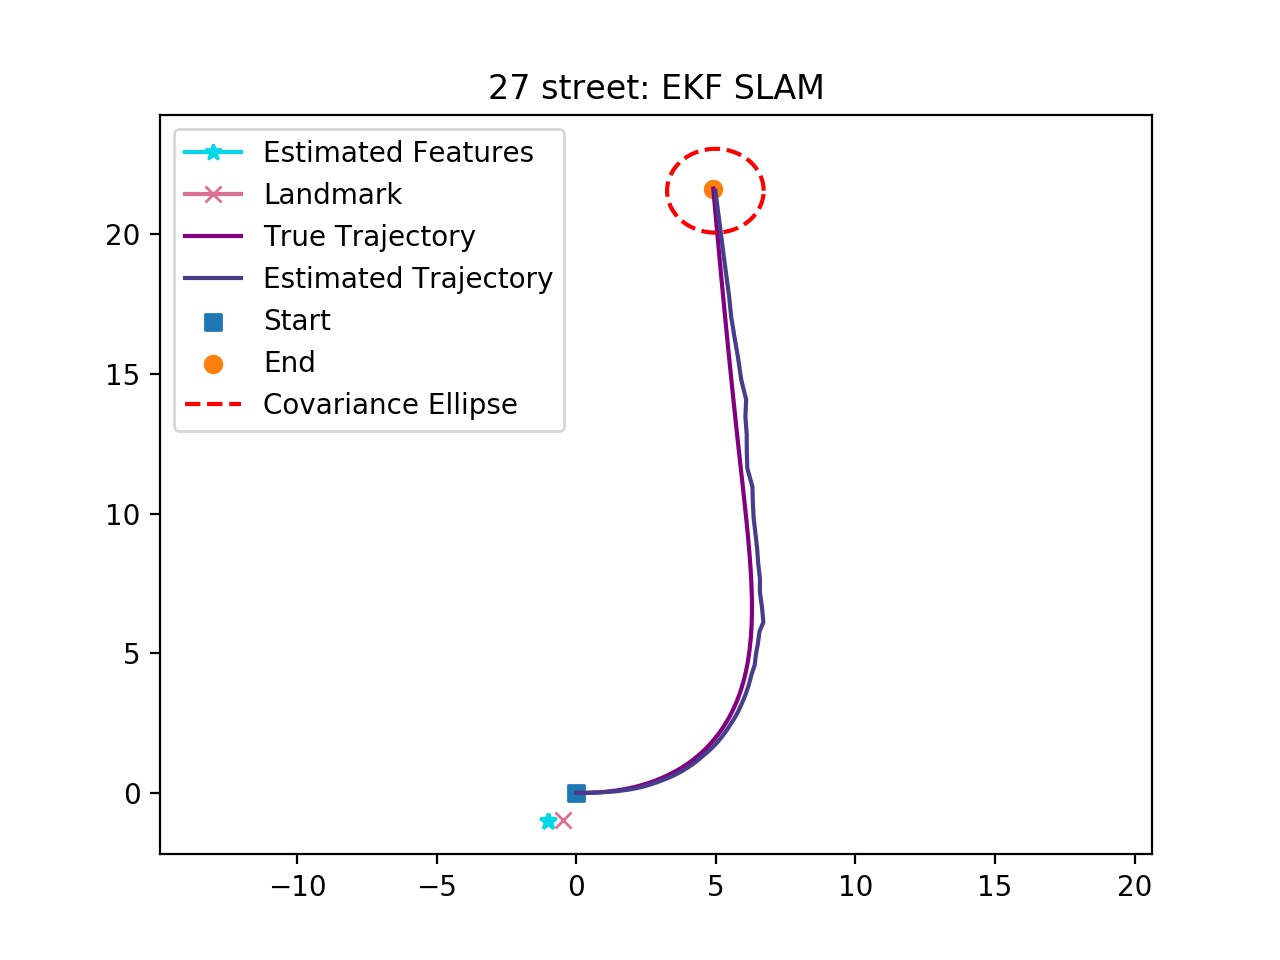 27 street: EKF SLAM
Estimated Features
Landmark
True Trajectory
Estimated Trajectory
Start
End
Covariance Ellipse
20
15
10
5
0
−10 −5 0 5 10 15 20